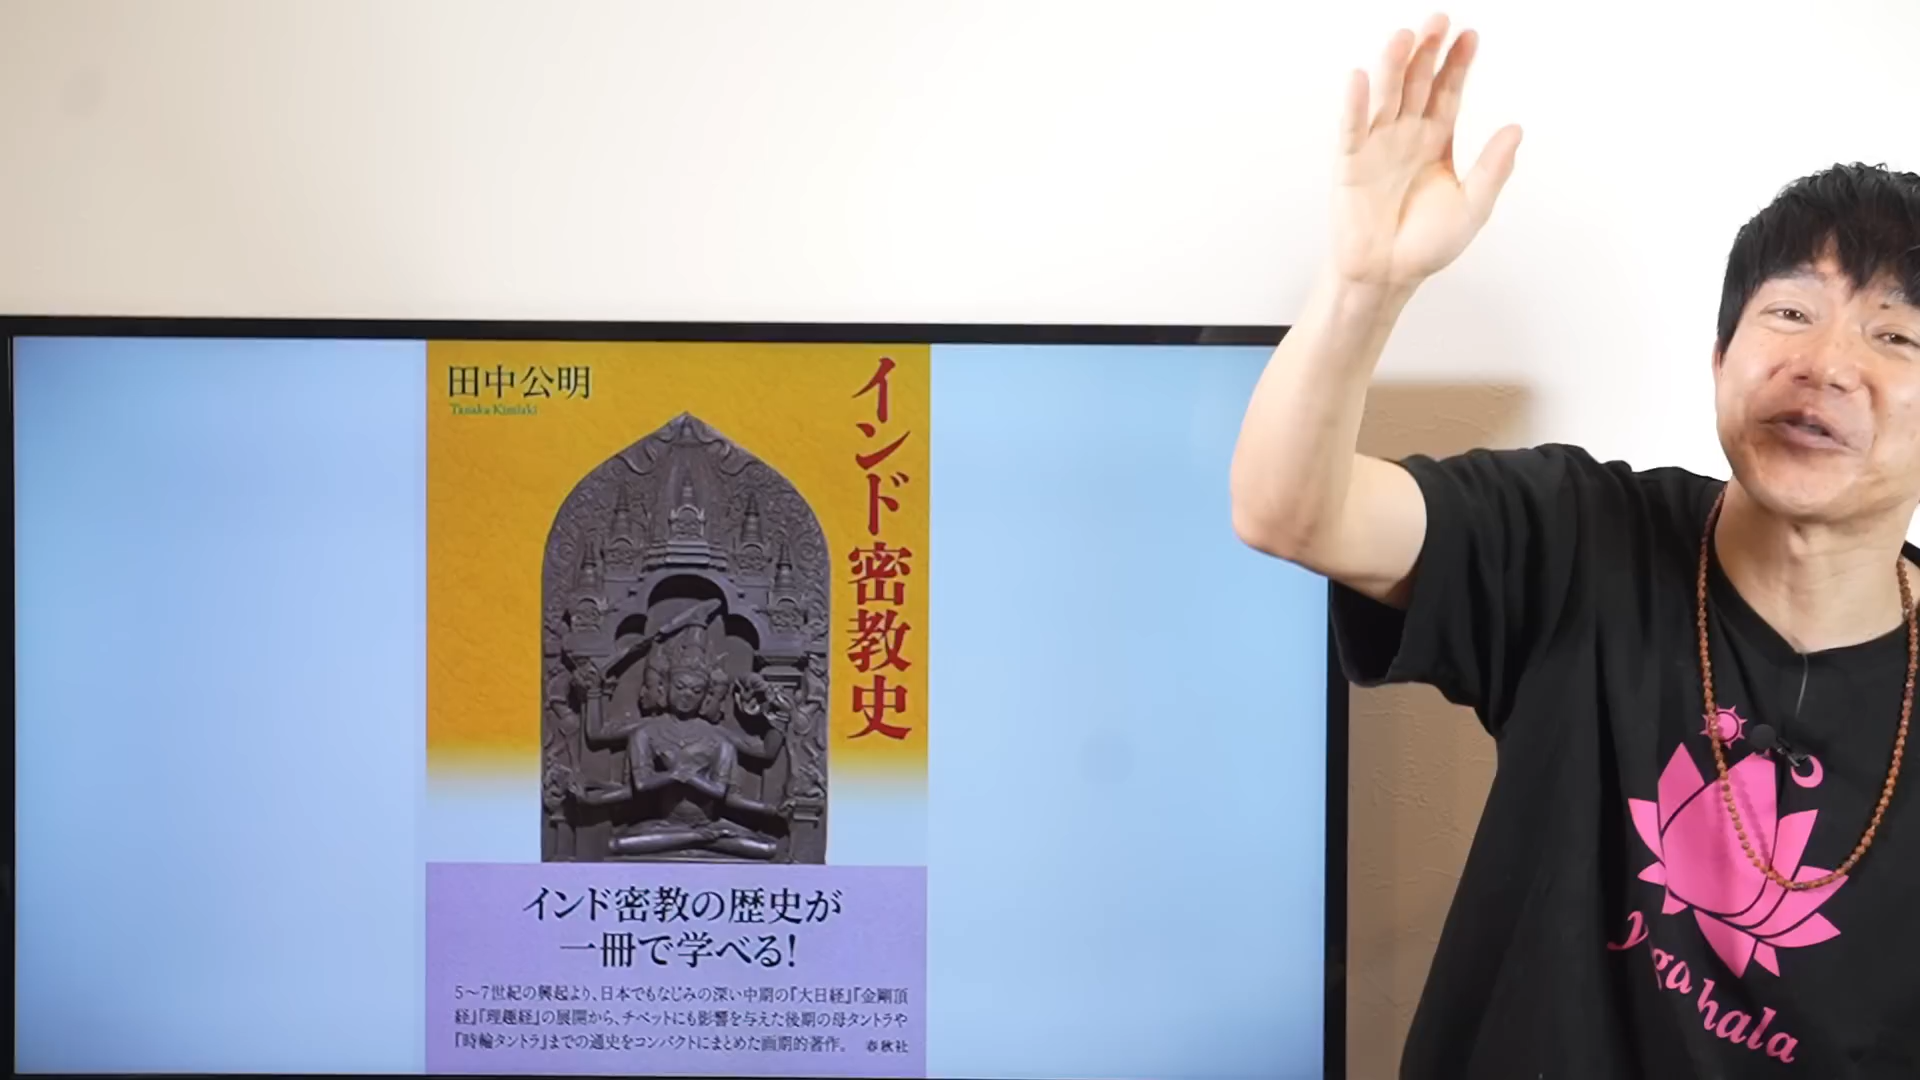 田中公明
Tanaka Kimiaki
インド密教史
インド密教の歴史が
一冊で学べる!
5〜7世紀の興起より、日本でもなじみの深い中期の『大日経』『金剛頂
経』『理趣経』の展開から、チベットにも影響を与えた後期の母タントラや
『時輪タントラ』までの通史をコンパクトにまとめた画期的著作。 春秋社
yogahala